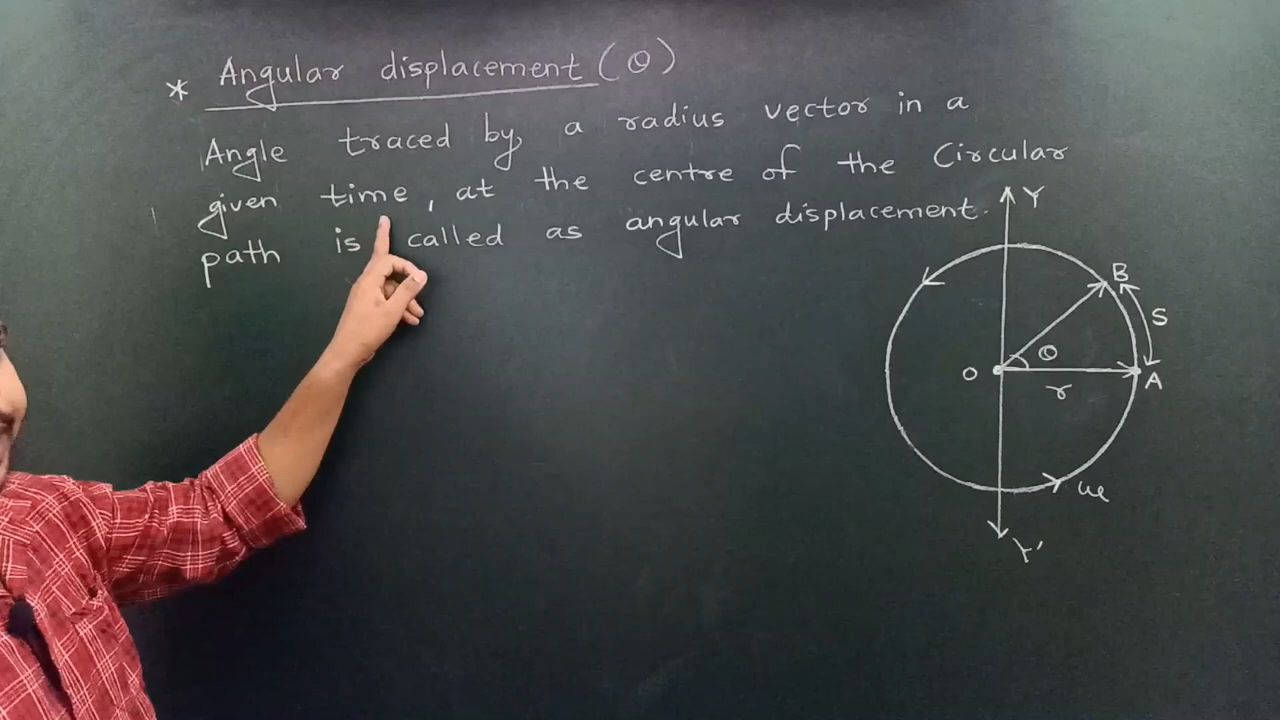 * Angular displacement (θ)
Angle traced by a radius vector in a
given time, at the centre of the Circular
path is called as angular displacement.
Y
B
S
θ
O
A
r
Y'